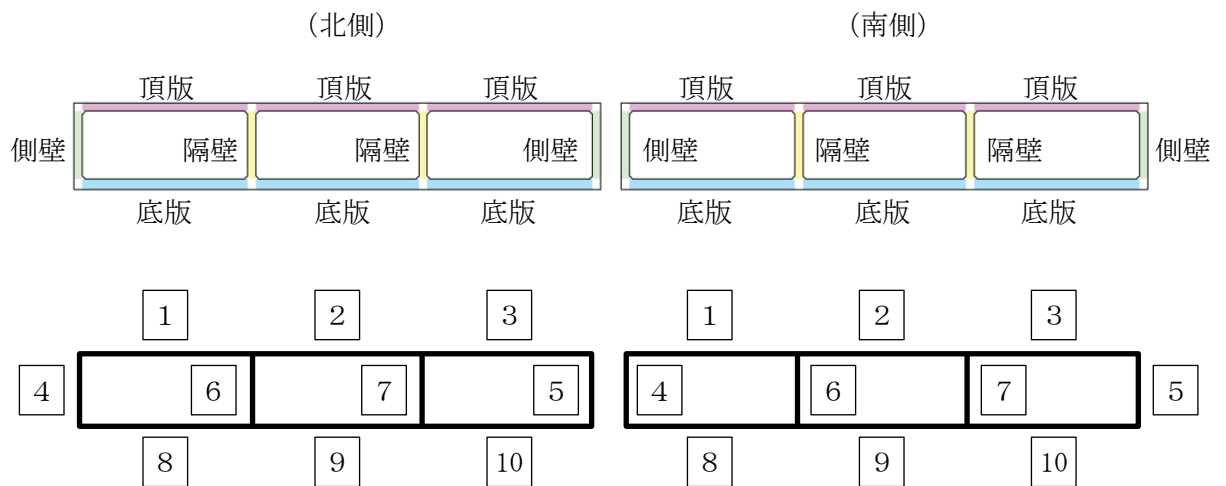 (北側) (南側)
頂版 頂版 頂版 頂版 頂版 頂版
側壁 隔壁 隔壁 側壁 側壁 隔壁 隔壁 側壁
底版 底版 底版 底版 底版 底版
1 2 3 1 2 3
4 6 7 5 4 6 7 5
8 9 10 8 9 10